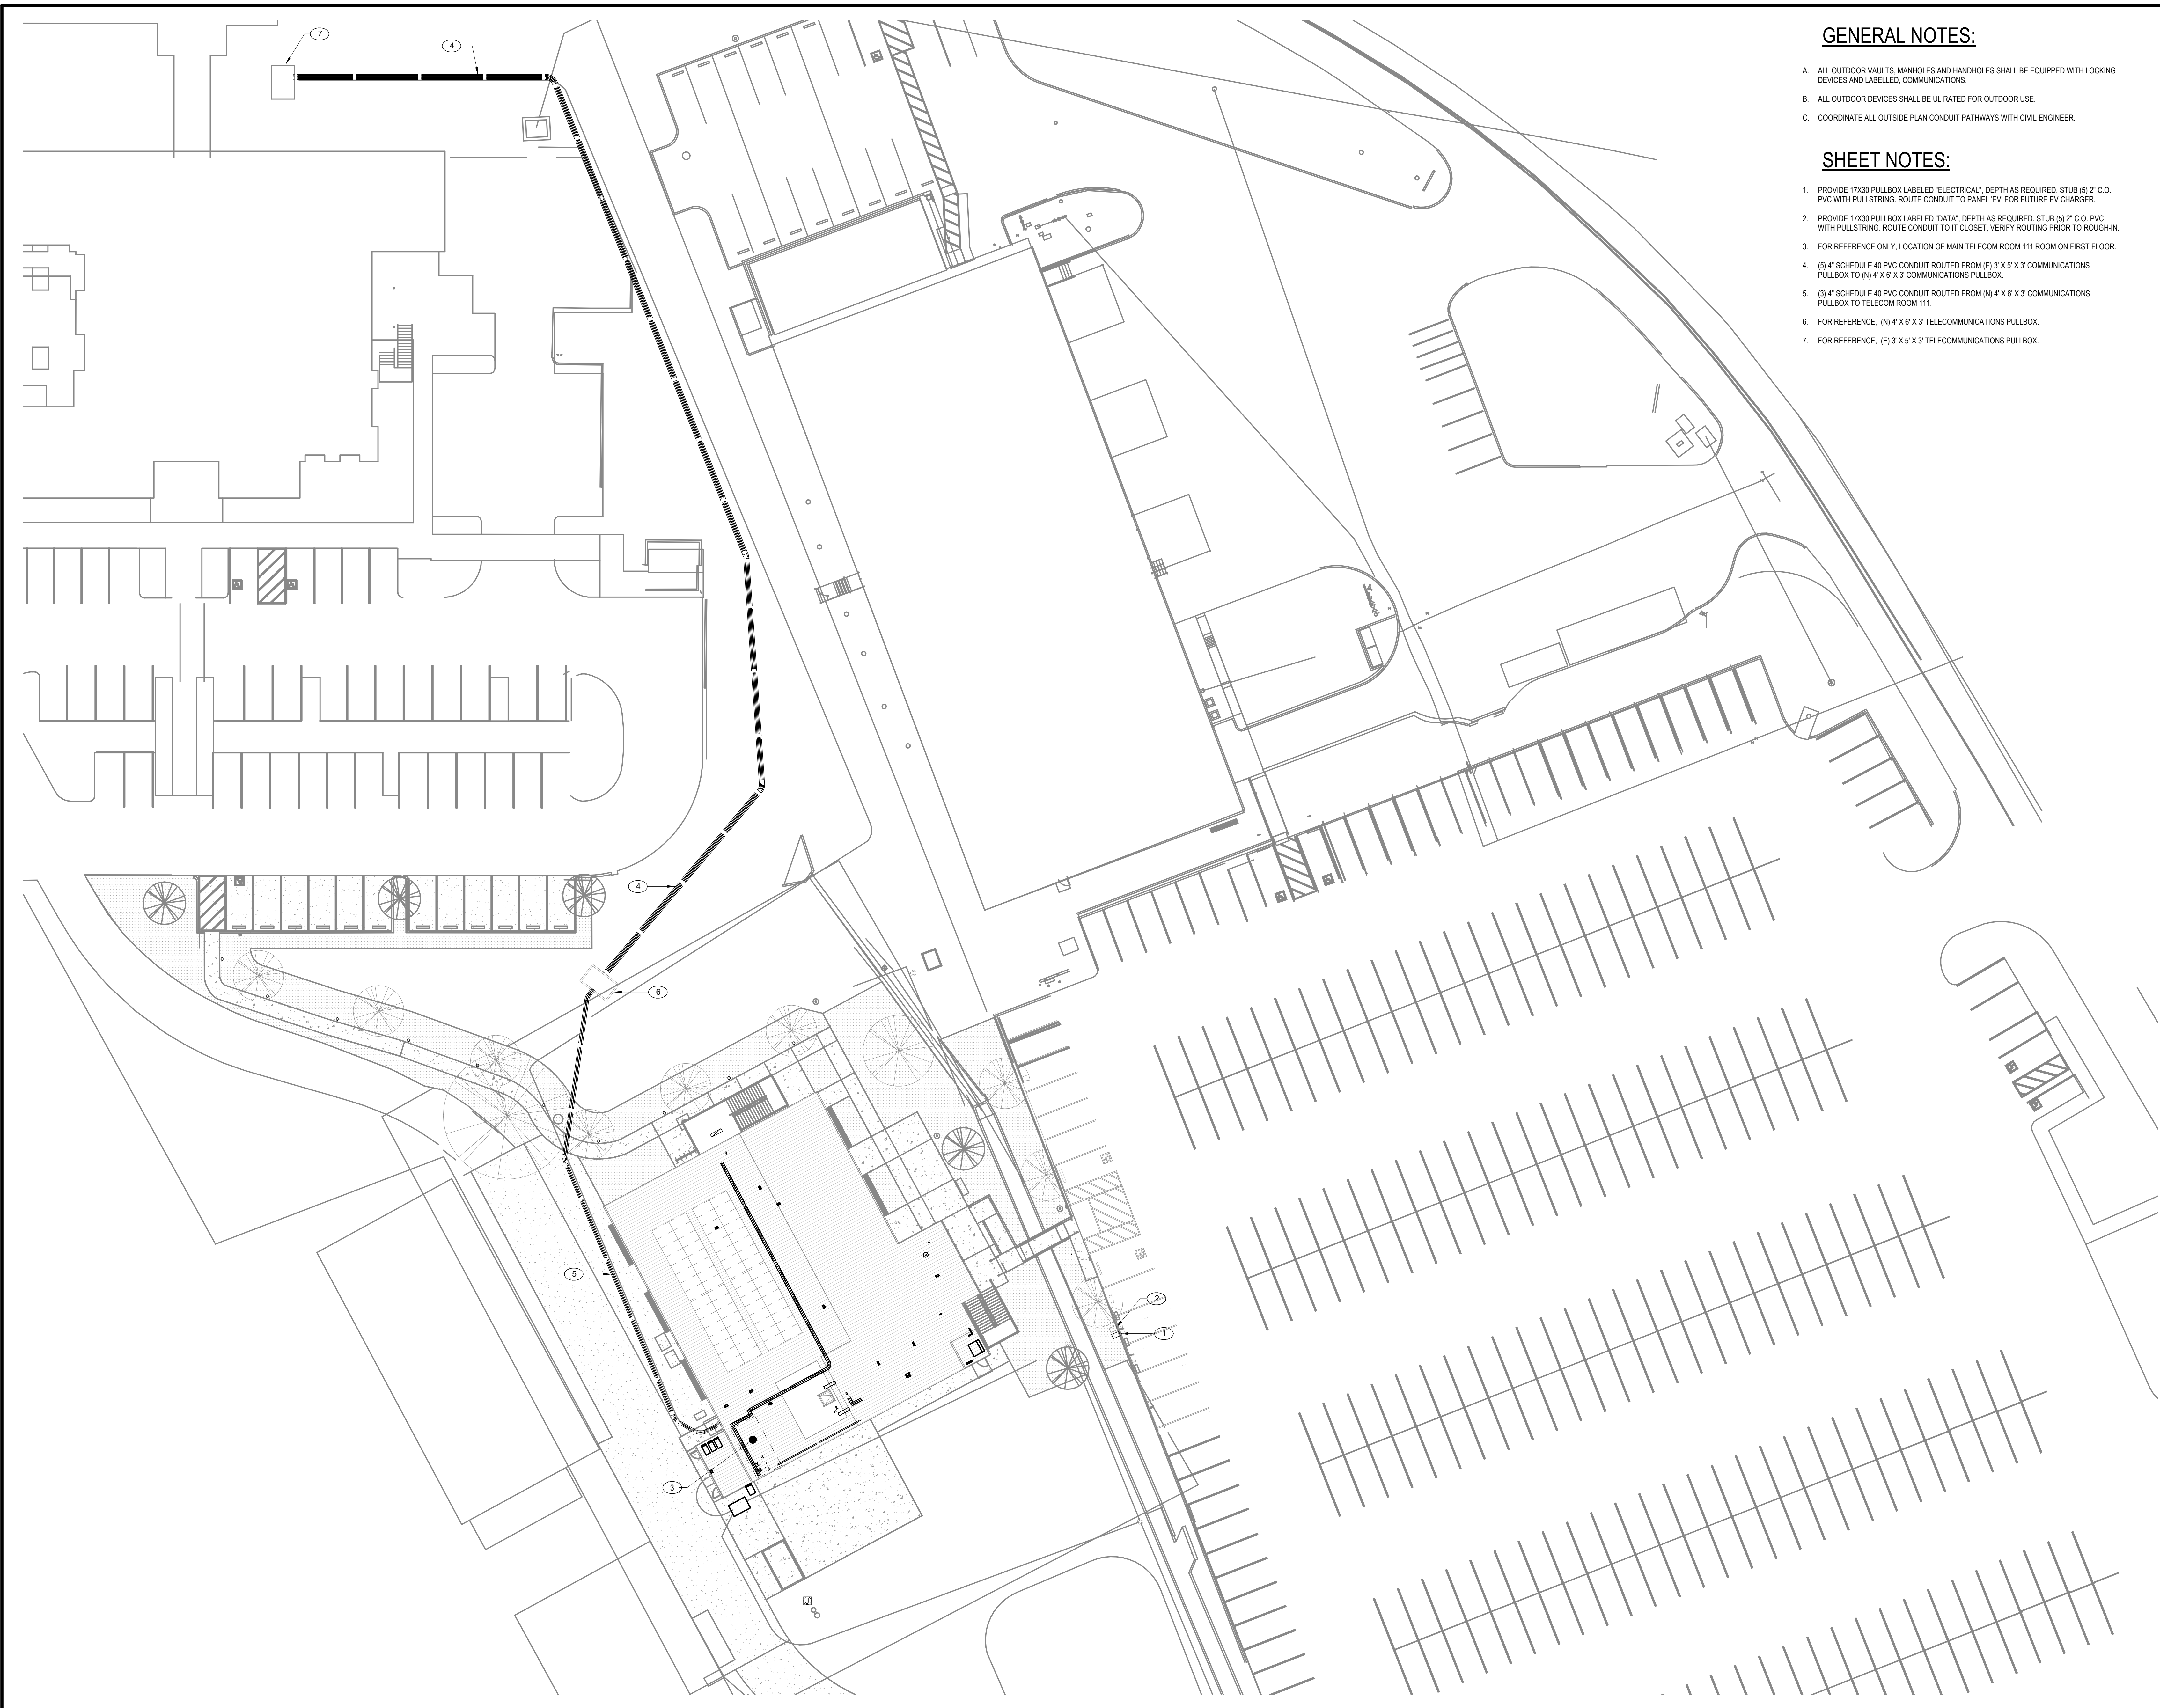 GENERAL NOTES:
A. ALL OUTDOOR VAULTS, MANHOLES AND HANDHOLES SHALL BE EQUIPPED WITH LOCKING
DEVICES AND LABELLED, COMMUNICATIONS.
B. ALL OUTDOOR DEVICES SHALL BE UL RATED FOR OUTDOOR USE.
C. COORDINATE ALL OUTSIDE PLAN CONDUIT PATHWAYS WITH CIVIL ENGINEER.
SHEET NOTES:
1. PROVIDE 17X30 PULLBOX LABELED "ELECTRICAL", DEPTH AS REQUIRED. STUB (5) 2" C.O.
PVC WITH PULLSTRING. ROUTE CONDUIT TO PANEL 'EV' FOR FUTURE EV CHARGER.
2. PROVIDE 17X30 PULLBOX LABELED "DATA", DEPTH AS REQUIRED. STUB (5) 2" C.O. PVC
WITH PULLSTRING. ROUTE CONDUIT TO IT CLOSET, VERIFY ROUTING PRIOR TO ROUGH-IN.
3. FOR REFERENCE ONLY, LOCATION OF MAIN TELECOM ROOM 111 ROOM ON FIRST FLOOR.
4. (5) 4" SCHEDULE 40 PVC CONDUIT ROUTED FROM (E) 3' X 5' X 3' COMMUNICATIONS
PULLBOX TO (N) 4' X 6' X 3' COMMUNICATIONS PULLBOX.
5. (3) 4" SCHEDULE 40 PVC CONDUIT ROUTED FROM (N) 4' X 6' X 3' COMMUNICATIONS
PULLBOX TO TELECOM ROOM 111.
6. FOR REFERENCE, (N) 4' X 6' X 3' TELECOMMUNICATIONS PULLBOX.
7. FOR REFERENCE, (E) 3' X 5' X 3' TELECOMMUNICATIONS PULLBOX.
7
4
4
6
5
2
1
3